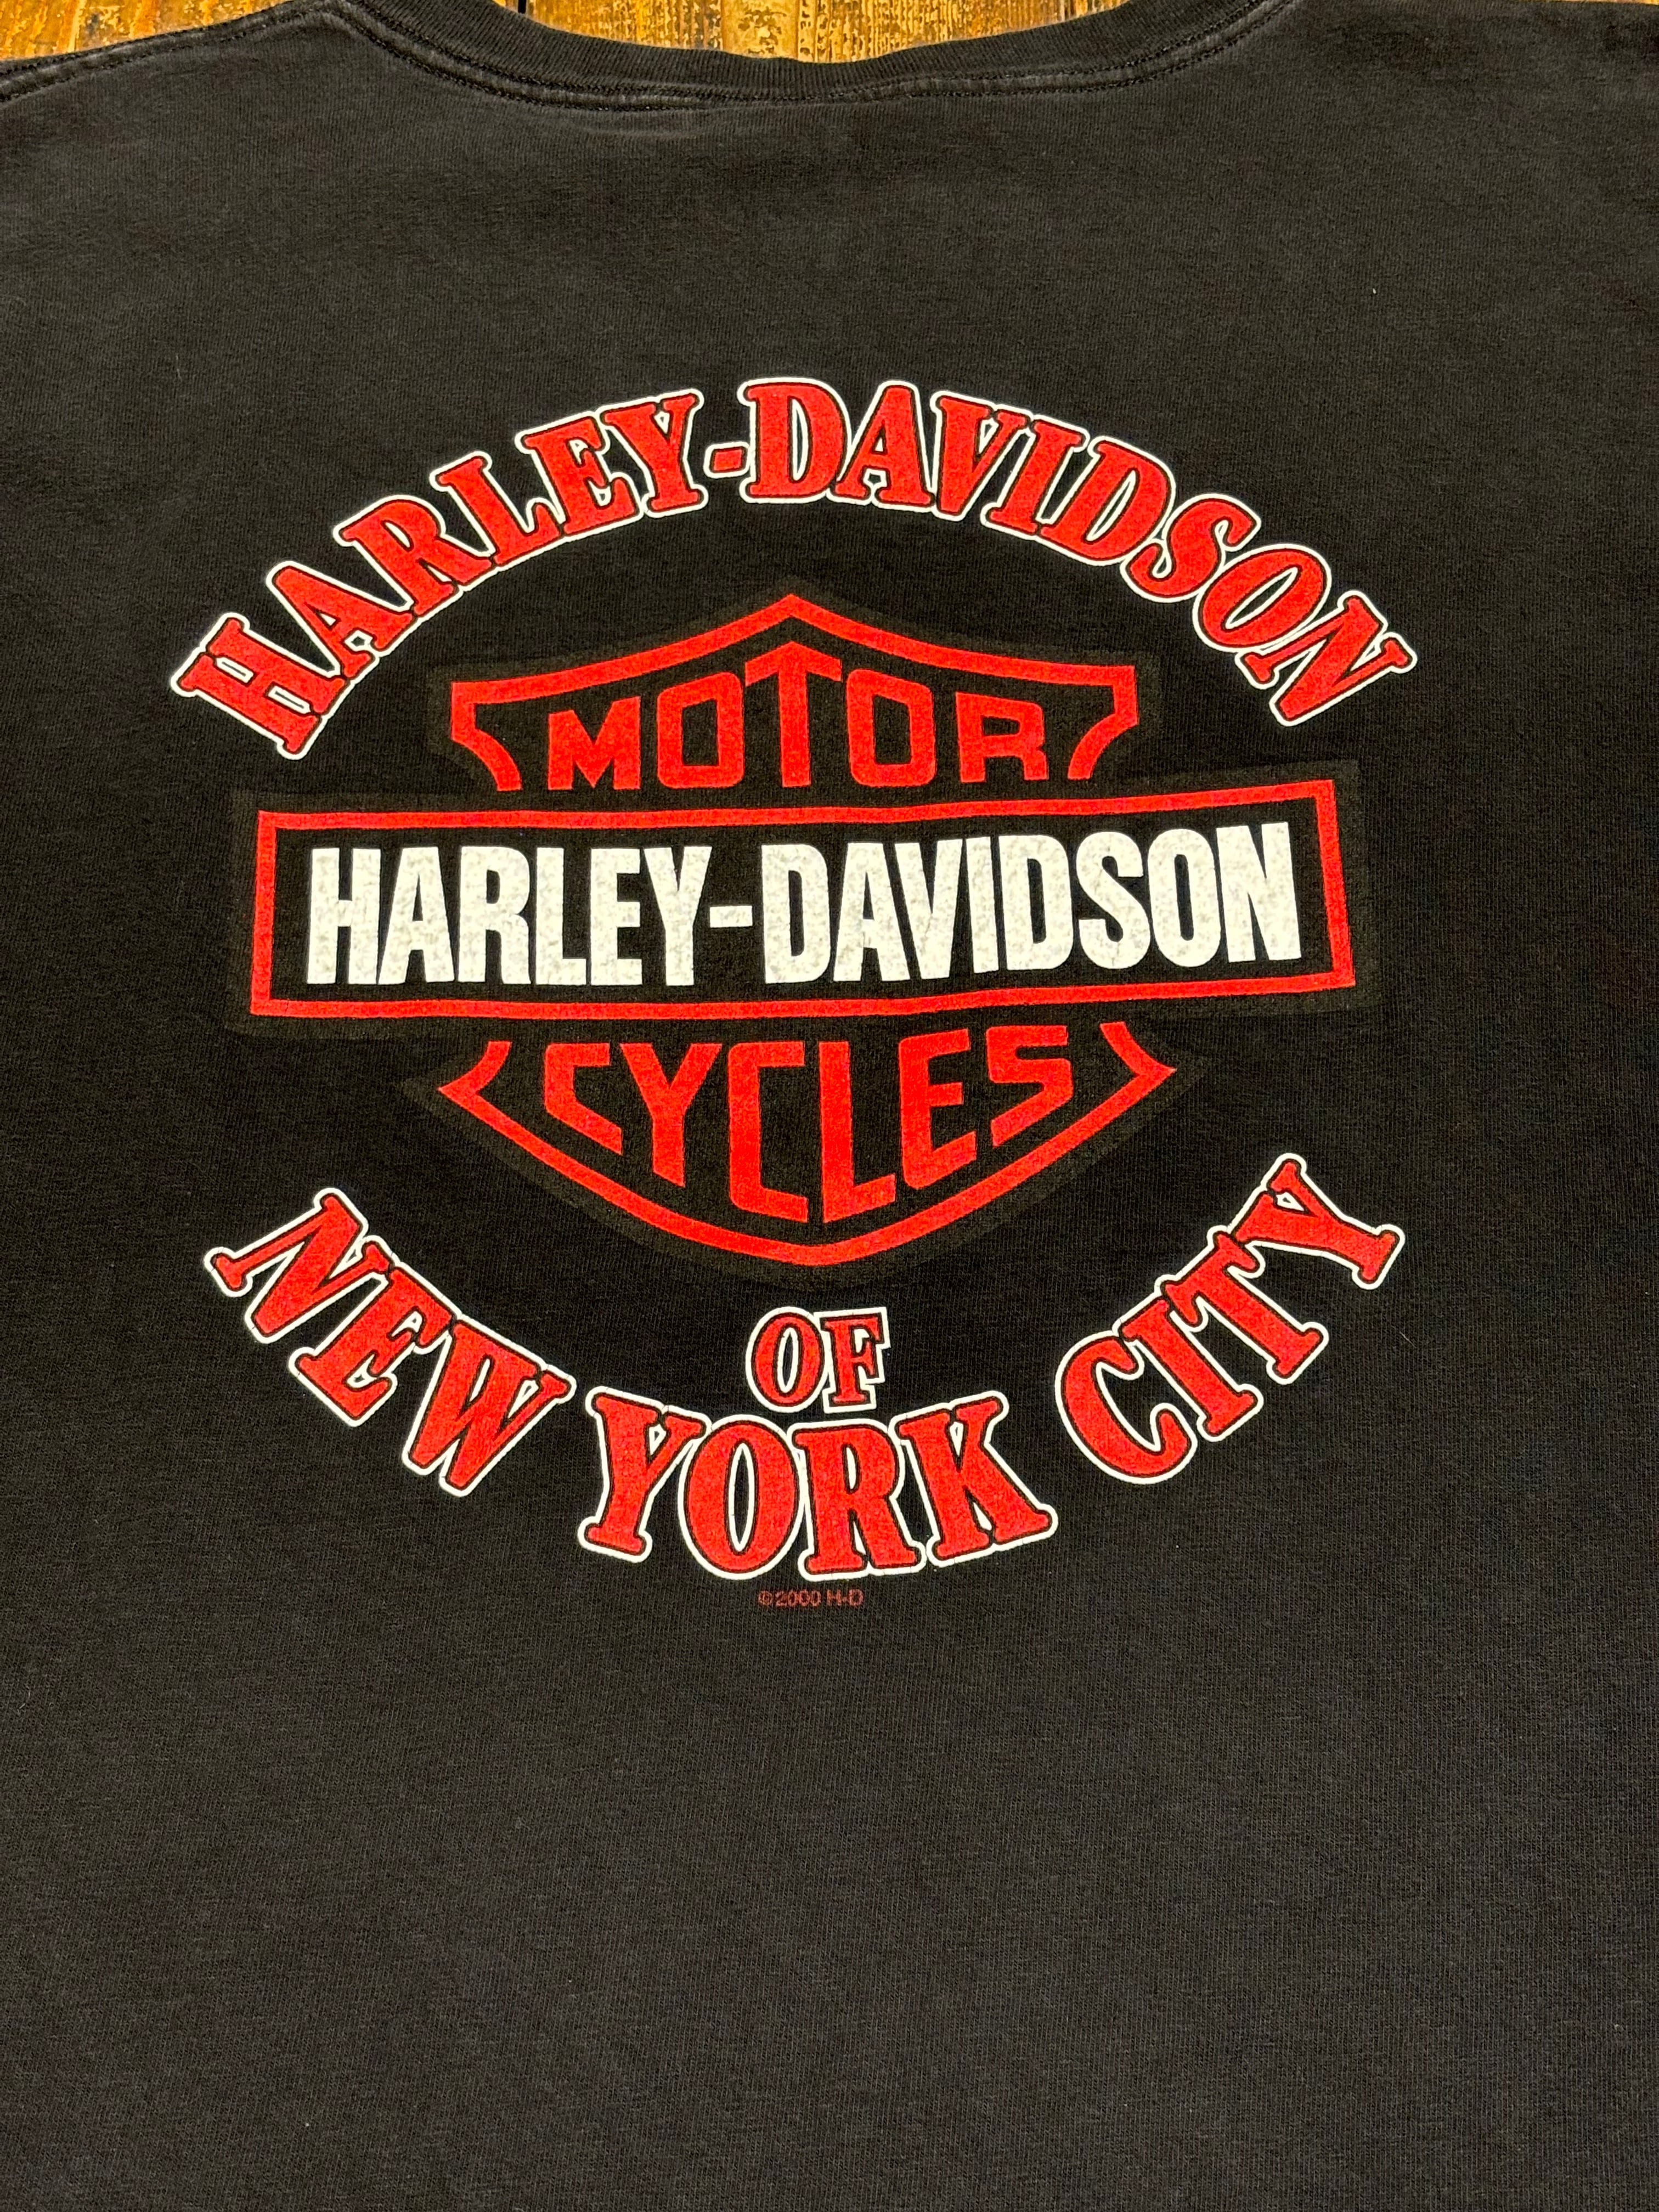 HARLEY-DAVIDSON
MOTOR
HARLEY-DAVIDSON
CYCLES
OF
NEW YORK CITY
©2000 H-D